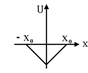 U
- X₀ X₀ X